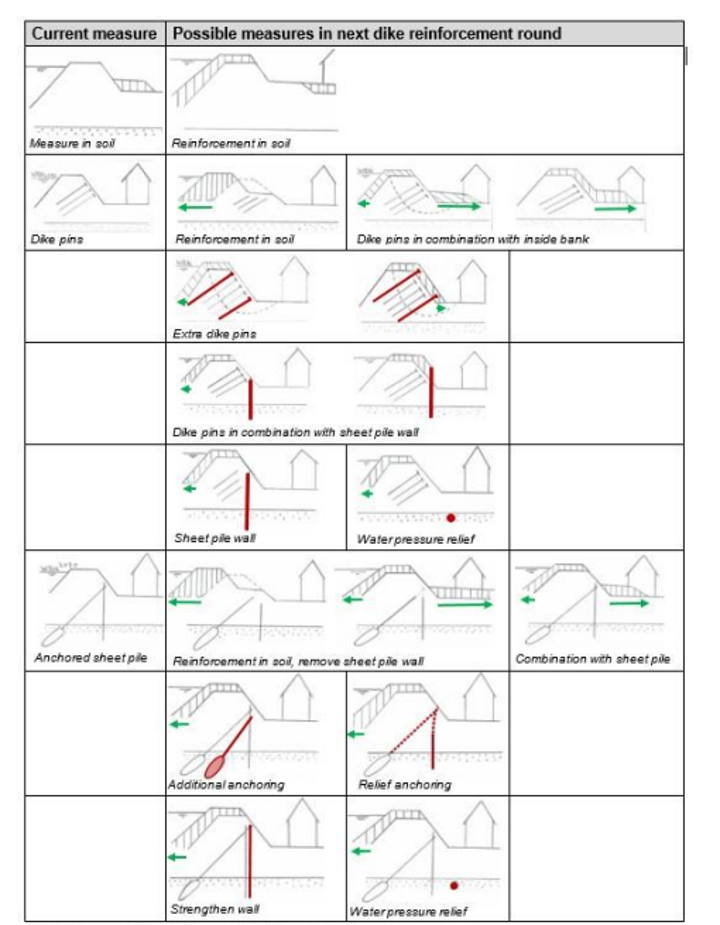 Current measure
Possible measures in next dike reinforcement round
Measure in soil
Reinforcement in soil
Dike pins
Reinforcement in soil
Dike pins in combination with inside bank
Extra dike pins
Dike pins in combination with sheet pile wall
Sheet pile wall
Water pressure relief
Anchored sheet pile
Reinforcement in soil, remove sheet pile wall
Combination with sheet pile
Additional anchoring
Relief anchoring
Strengthen wall
Water pressure relief